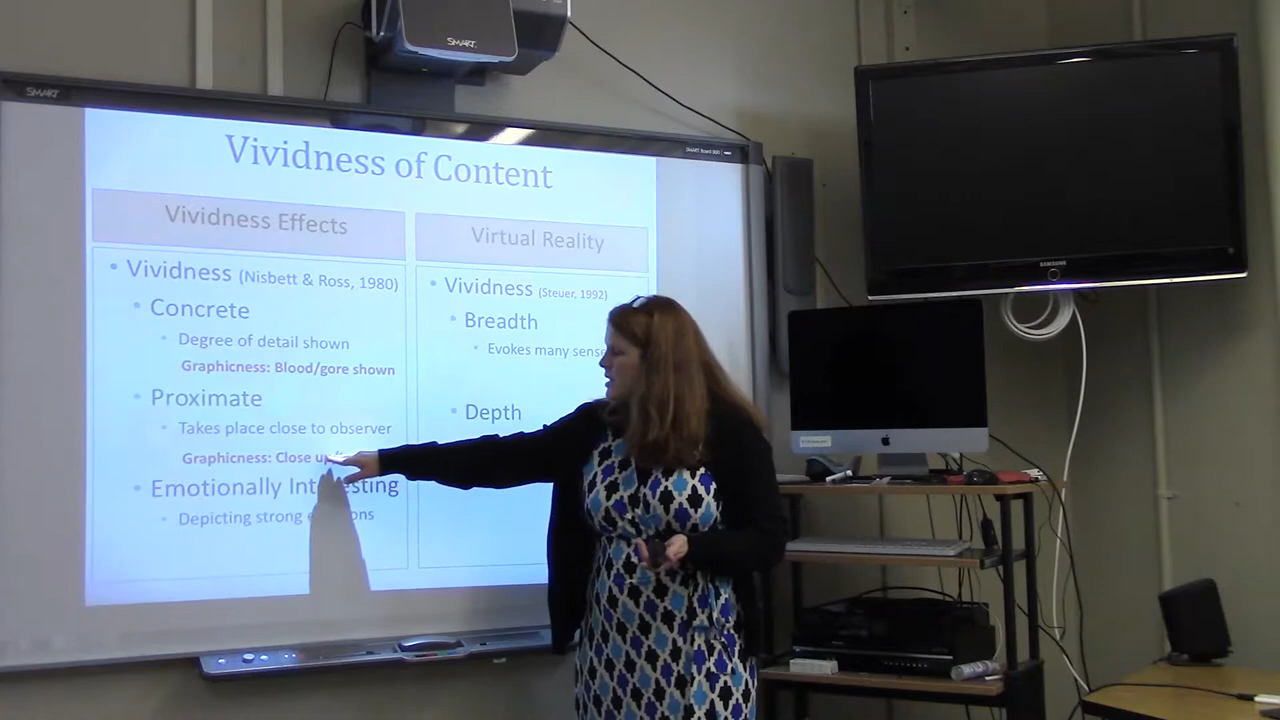 SMART
SMART
SMART Board
Vividness of Content
Vividness Effects
• Vividness (Nisbett & Ross, 1980)
• Concrete
• Degree of detail shown
Graphicness: Blood/gore shown
• Proximate
• Takes place close to observer
Graphicness: Close
• Emotionally
• Depicting strong
Virtual Reality
• Vividness (Steuer, 1992)
• Breadth
• Evokes many
• Depth
SAMSUNG